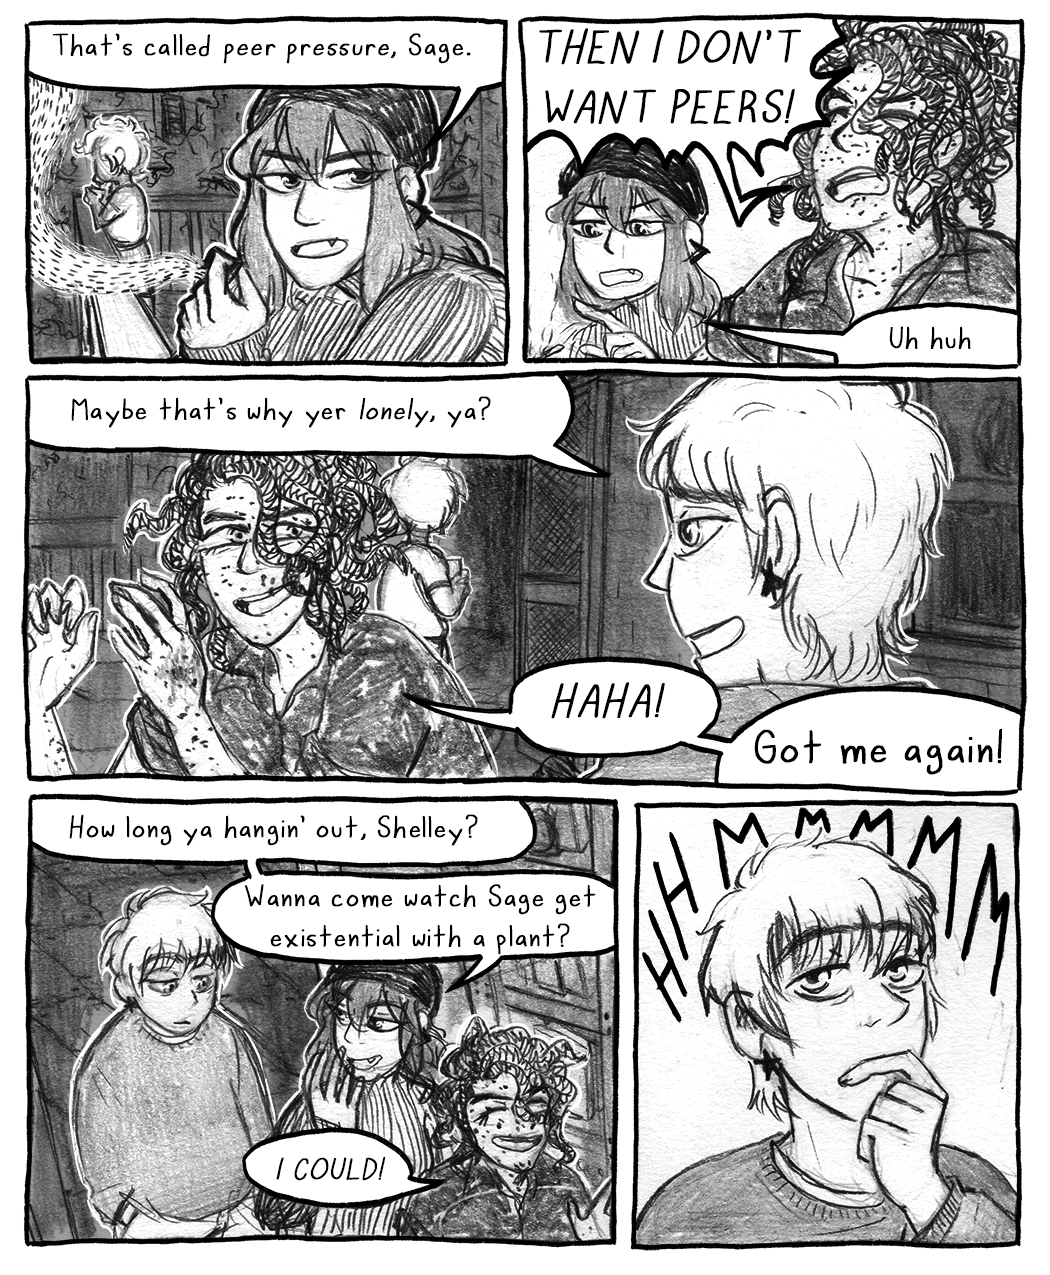 That's called peer pressure, Sage.
THEN I DON'T
WANT PEERS!
Uh huh
Maybe that's why yer lonely, ya?
HAHA!
Got me again!
How long ya hangin' out, Shelley?
Wanna come watch Sage get
existential with a plant?
I COULD!
HHMMMMMM